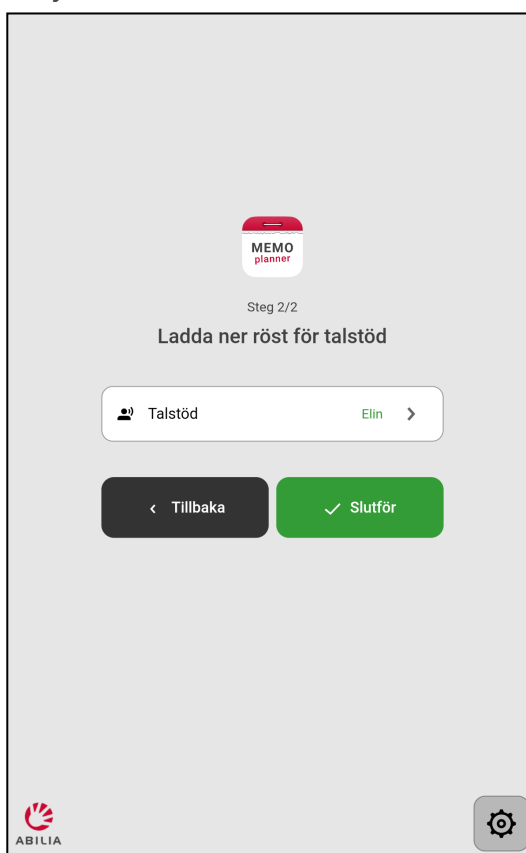 MEMO
planner
Steg 2/2
Ladda ner röst för talstöd
Talstöd Elin
Tillbaka Slutför
ABILIA